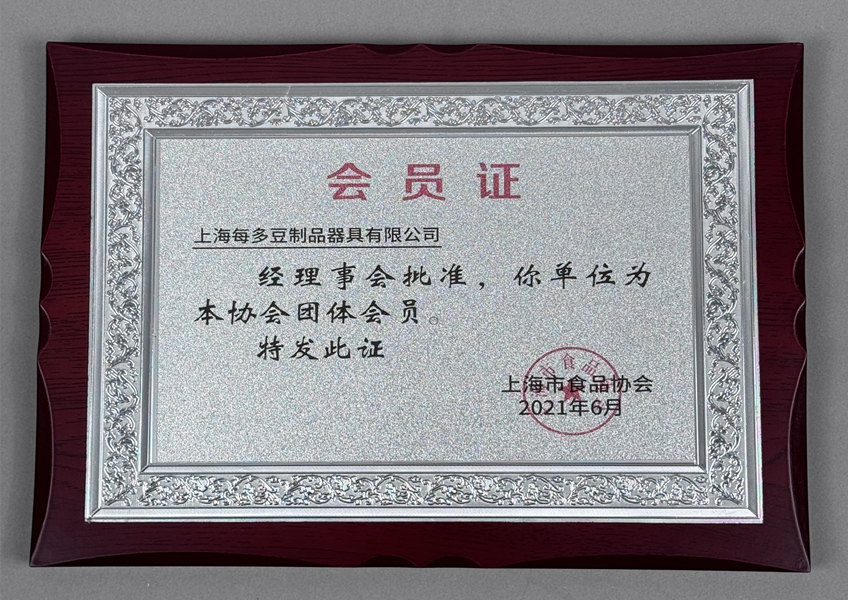 会员证
上海每多豆制品器具有限公司
经理事会批准，你单位为
本协会团体会员。
特发此证
上海市食品协会
2021年6月